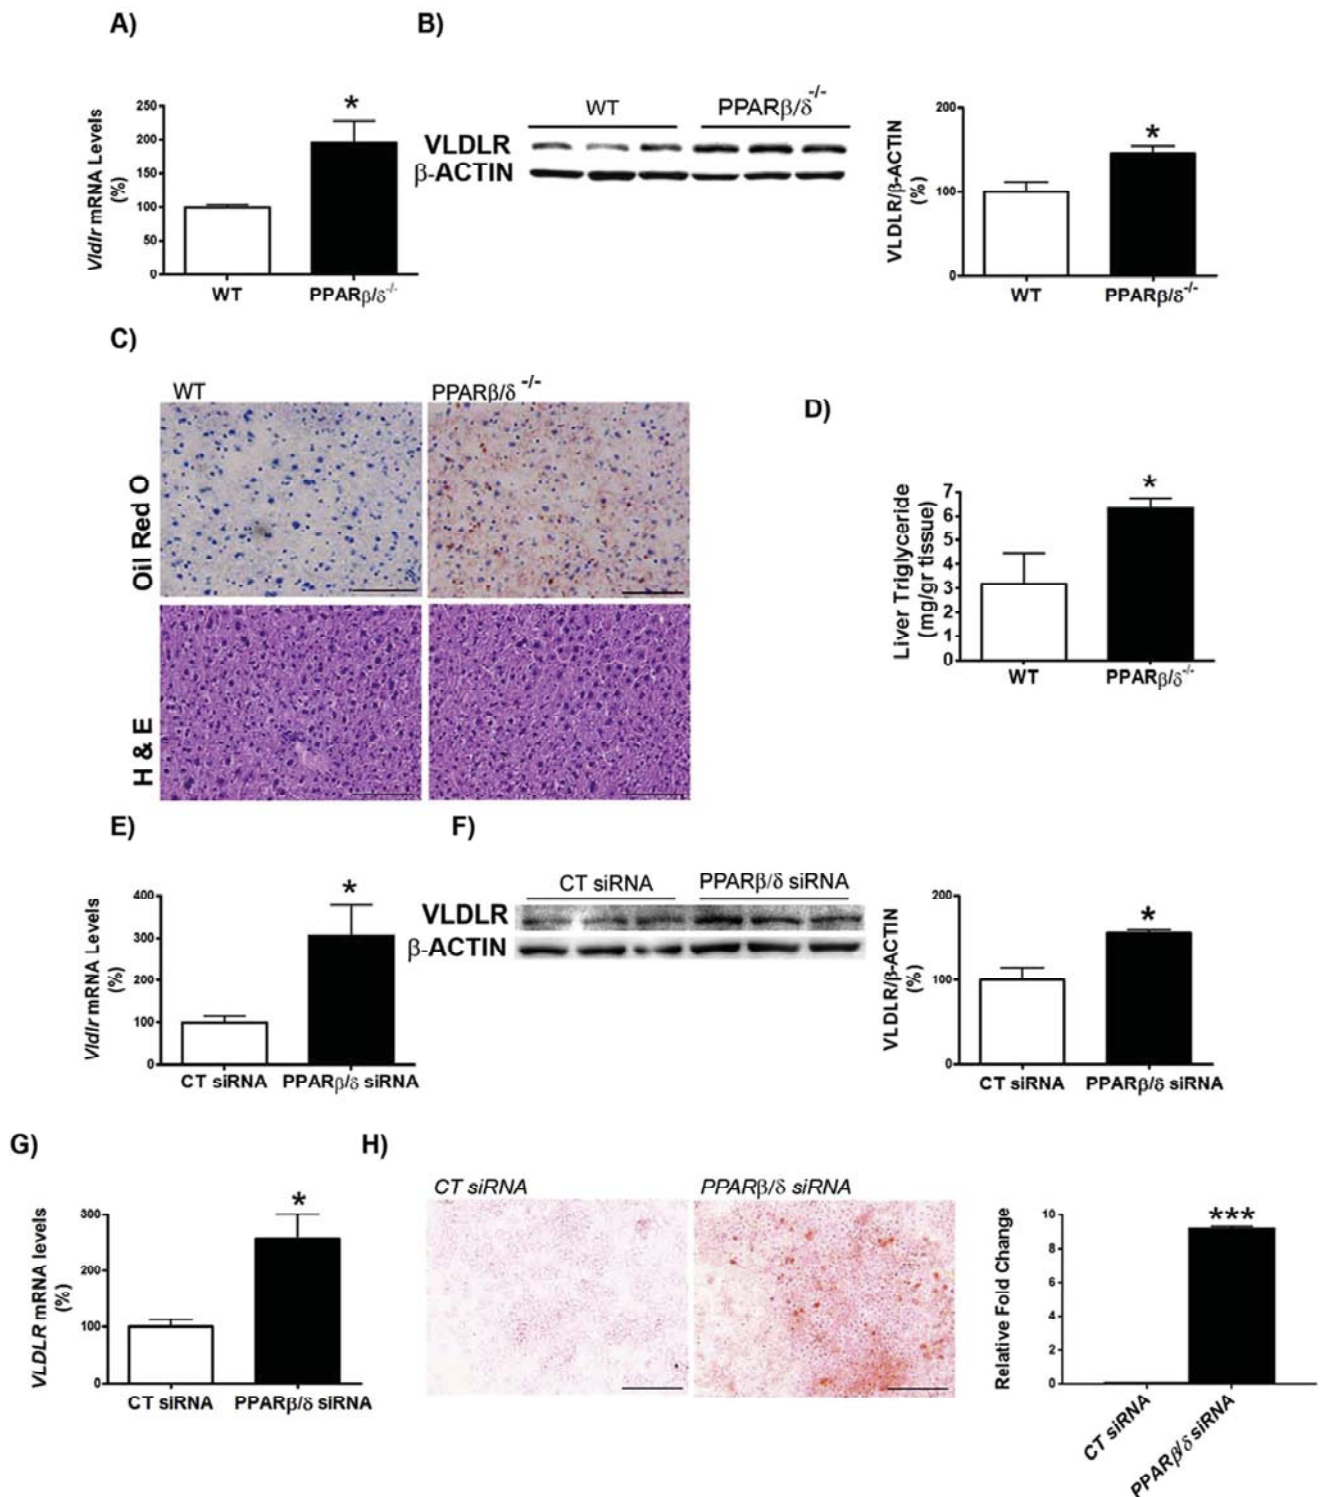 A)
B)
Vldlr mRNA Levels
(%)
250
200
150
100
50
0
*
WT
PPARβ/δ-/-
WT
PPARβ/δ-/-
VLDLR
β-ACTIN
VLDLR/β-ACTIN
(%)
200
100
0
*
WT
PPARβ/δ-/-
C)
WT
PPARβ/δ -/-
Oil Red O
H & E
D)
Liver Triglyceride
(mg/gr tissue)
7
6
5
4
3
2
1
0
*
WT
PPARβ/δ-/-
E)
F)
Vldlr mRNA Levels
(%)
400
300
200
100
0
*
CT siRNA
PPARβ/δ siRNA
CT siRNA
PPARβ/δ siRNA
VLDLR
β-ACTIN
VLDLR/β-ACTIN
(%)
200
100
0
*
CT siRNA
PPARβ/δ siRNA
G)
H)
VLDLR mRNA levels
(%)
300
200
100
0
*
CT siRNA
PPARβ/δ siRNA
CT siRNA
PPARβ/δ siRNA
Relative Fold Change
10
8
6
4
2
0
***
CT siRNA
PPARβ/δ siRNA